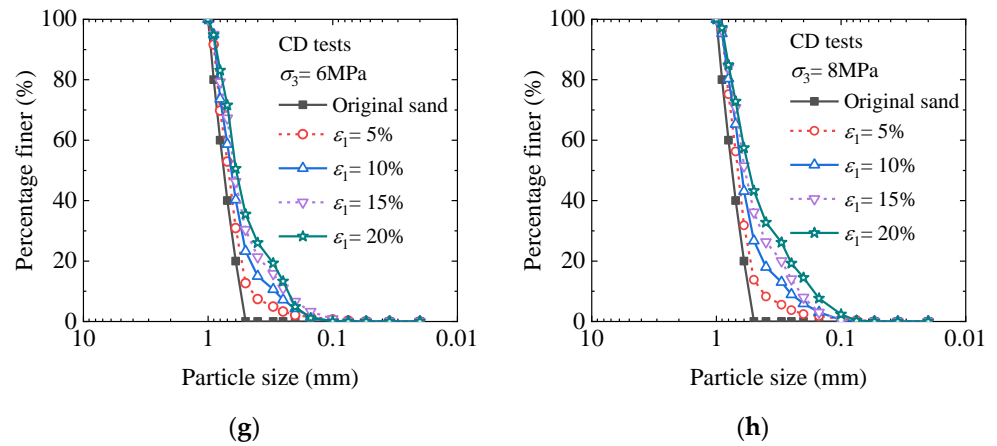 100
80
60
40
20
0
Percentage finer (%)
CD tests
σ₃= 6MPa
Original sand
ε₁= 5%
ε₁= 10%
ε₁= 15%
ε₁= 20%
10 1 0.1 0.01
Particle size (mm)
(g)
100
80
60
40
20
0
Percentage finer (%)
CD tests
σ₃= 8MPa
Original sand
ε₁= 5%
ε₁= 10%
ε₁= 15%
ε₁= 20%
10 1 0.1 0.01
Particle size (mm)
(h)